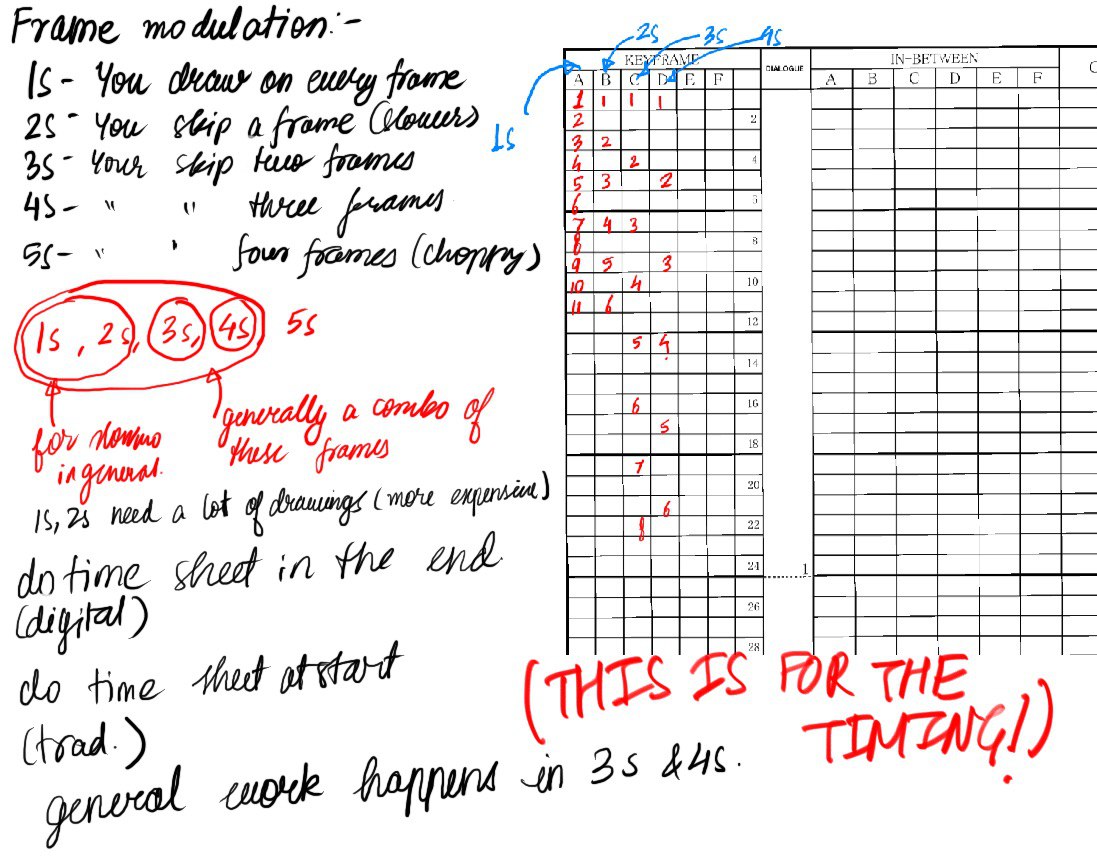 Frame modulation:-
1s - You draw on every frame
2s - You skip a frame (slower)
3s - Your skip two frames
4s - " " three frames
5s - " " four frames (choppy)
1s, 2s, 3s, 4s 5s
for slowmo
in general.
generally a combo of
these frames
1s, 2s need a lot of drawings (more expensive)
do time sheet in the end.
(digital)
do time sheet at start
(trad.)
general work happens in 3s & 4s.
1s 2s 3s 4s
KEYFRAME DIALOGUE IN-BETWEEN C
A B C D E F A B C D E F
1 1 1 1
2 2
3 2
4 2 4
5 3 2
6 6
7 4 3
8 8
9 5 3
10 4 10
11 6
12
5 4
14
6 16
5
18
7
20
6
8 22
24 1
26
28
(THIS IS FOR THE
TIMING!)